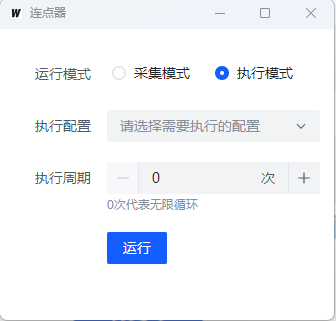 W 连点器
运行模式 采集模式 执行模式
执行配置 请选择需要执行的配置
执行周期 0 次
0次代表无限循环
运行